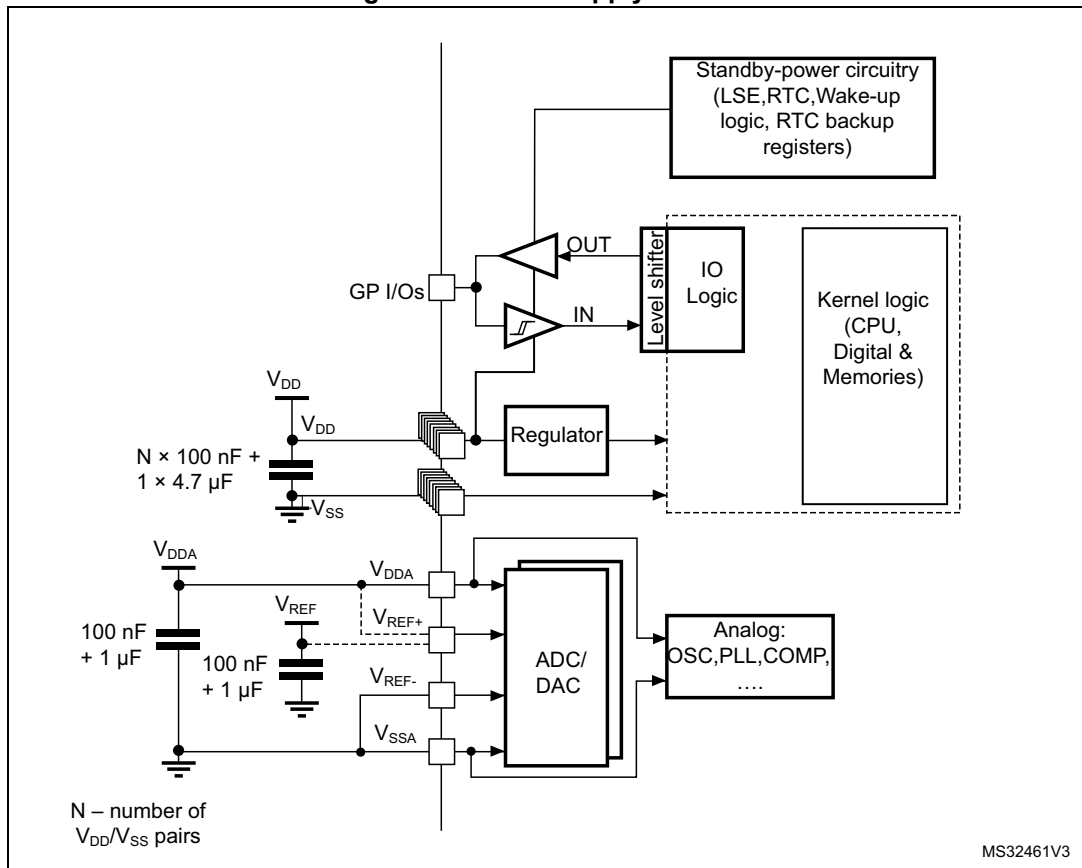 supply
Standby-power circuitry
(LSE,RTC,Wake-up
logic, RTC backup
registers)
OUT
Level shifter
IO
Logic
GP I/Os
IN
Kernel logic
(CPU,
Digital &
Memories)
VDD
VDD
Regulator
N × 100 nF +
1 × 4.7 µF
VSS
VDDA
VDDA
VREF
VREF+
100 nF
+ 1 µF
100 nF
+ 1 µF
VREF-
ADC/
DAC
Analog:
OSC,PLL,COMP,
....
VSSA
N – number of
VDD/VSS pairs
MS32461V3